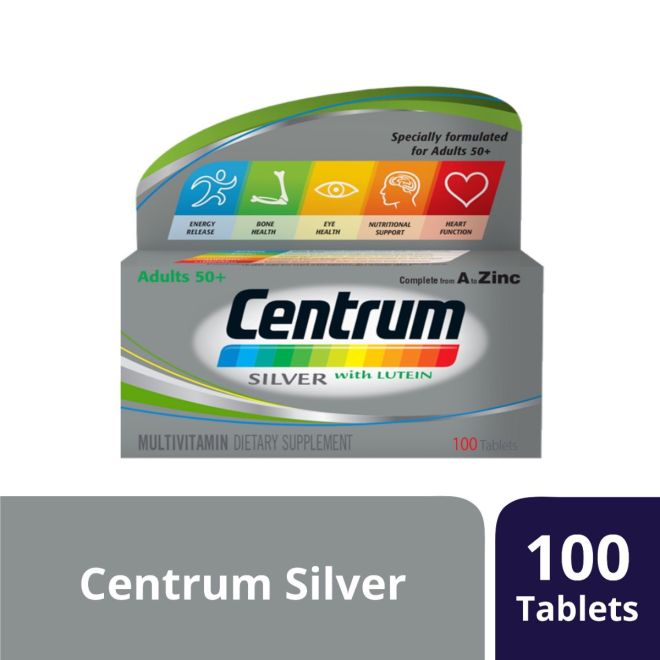 Specially formulated
for Adults 50+
ENERGY RELEASE
BONE HEALTH
EYE HEALTH
NUTRITIONAL SUPPORT
HEART FUNCTION
Adults 50+
Complete from A to Zinc
Centrum
SILVER with LUTEIN
MULTIVITAMIN DIETARY SUPPLEMENT
100 Tablets
Centrum Silver
100
Tablets